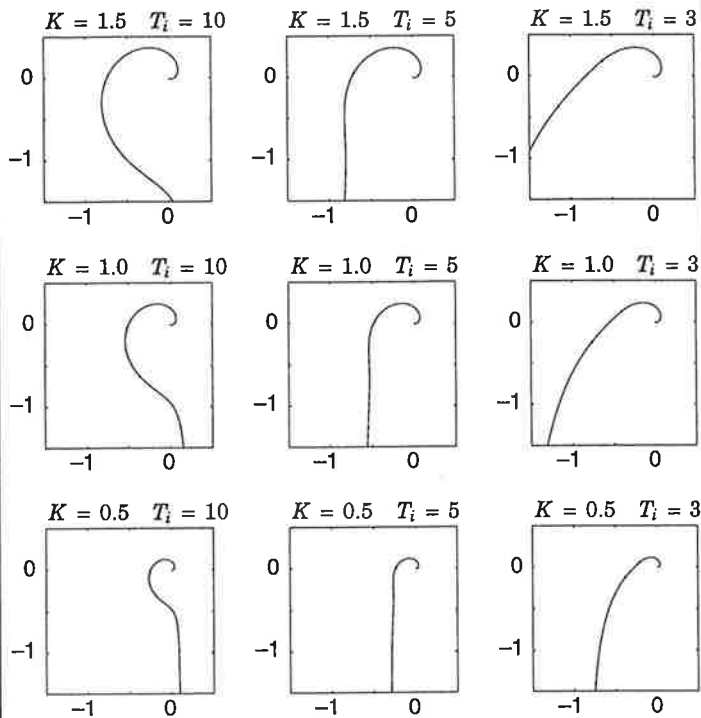 K = 1.5 T_i = 10 K = 1.5 T_i = 5 K = 1.5 T_i = 3
0 0 0
−1 −1 −1
−1 0 −1 0 −1 0
K = 1.0 T_i = 10 K = 1.0 T_i = 5 K = 1.0 T_i = 3
0 0 0
−1 −1 −1
−1 0 −1 0 −1 0
K = 0.5 T_i = 10 K = 0.5 T_i = 5 K = 0.5 T_i = 3
0 0 0
−1 −1 −1
−1 0 −1 0 −1 0